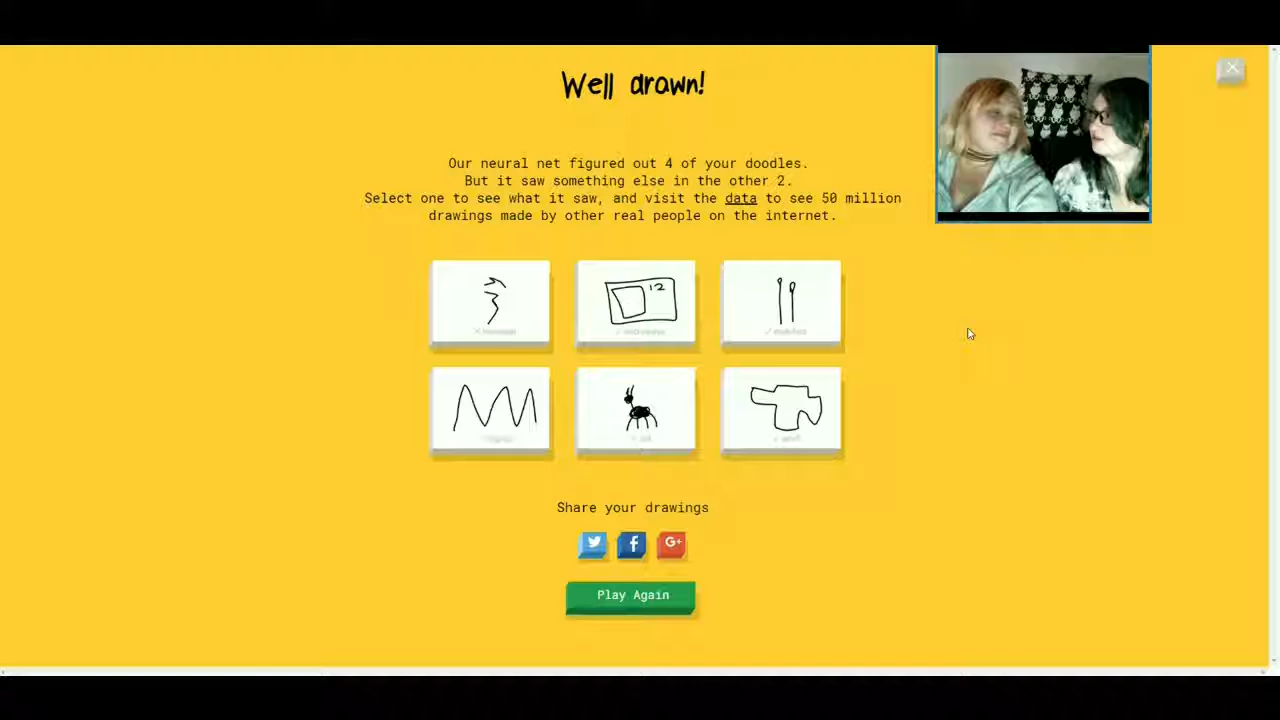 Well drawn!
Our neural net figured out 4 of your doodles.
But it saw something else in the other 2.
Select one to see what it saw, and visit the data to see 50 million
drawings made by other real people on the internet.
12
Share your drawings
G+
Play Again